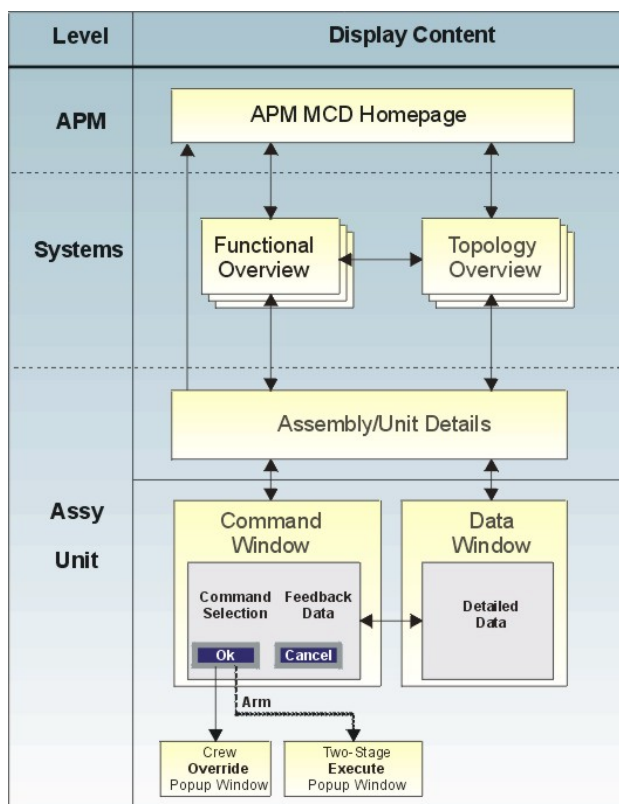 Level
Display Content
APM
APM MCD Homepage
Systems
Functional
Overview
Topology
Overview
Assembly/Unit Details
Assy
Unit
Command
Window
Data
Window
Command
Selection
Feedback
Data
Detailed
Data
Ok
Cancel
Arm
Crew
Override
Popup Window
Two-Stage
Execute
Popup Window